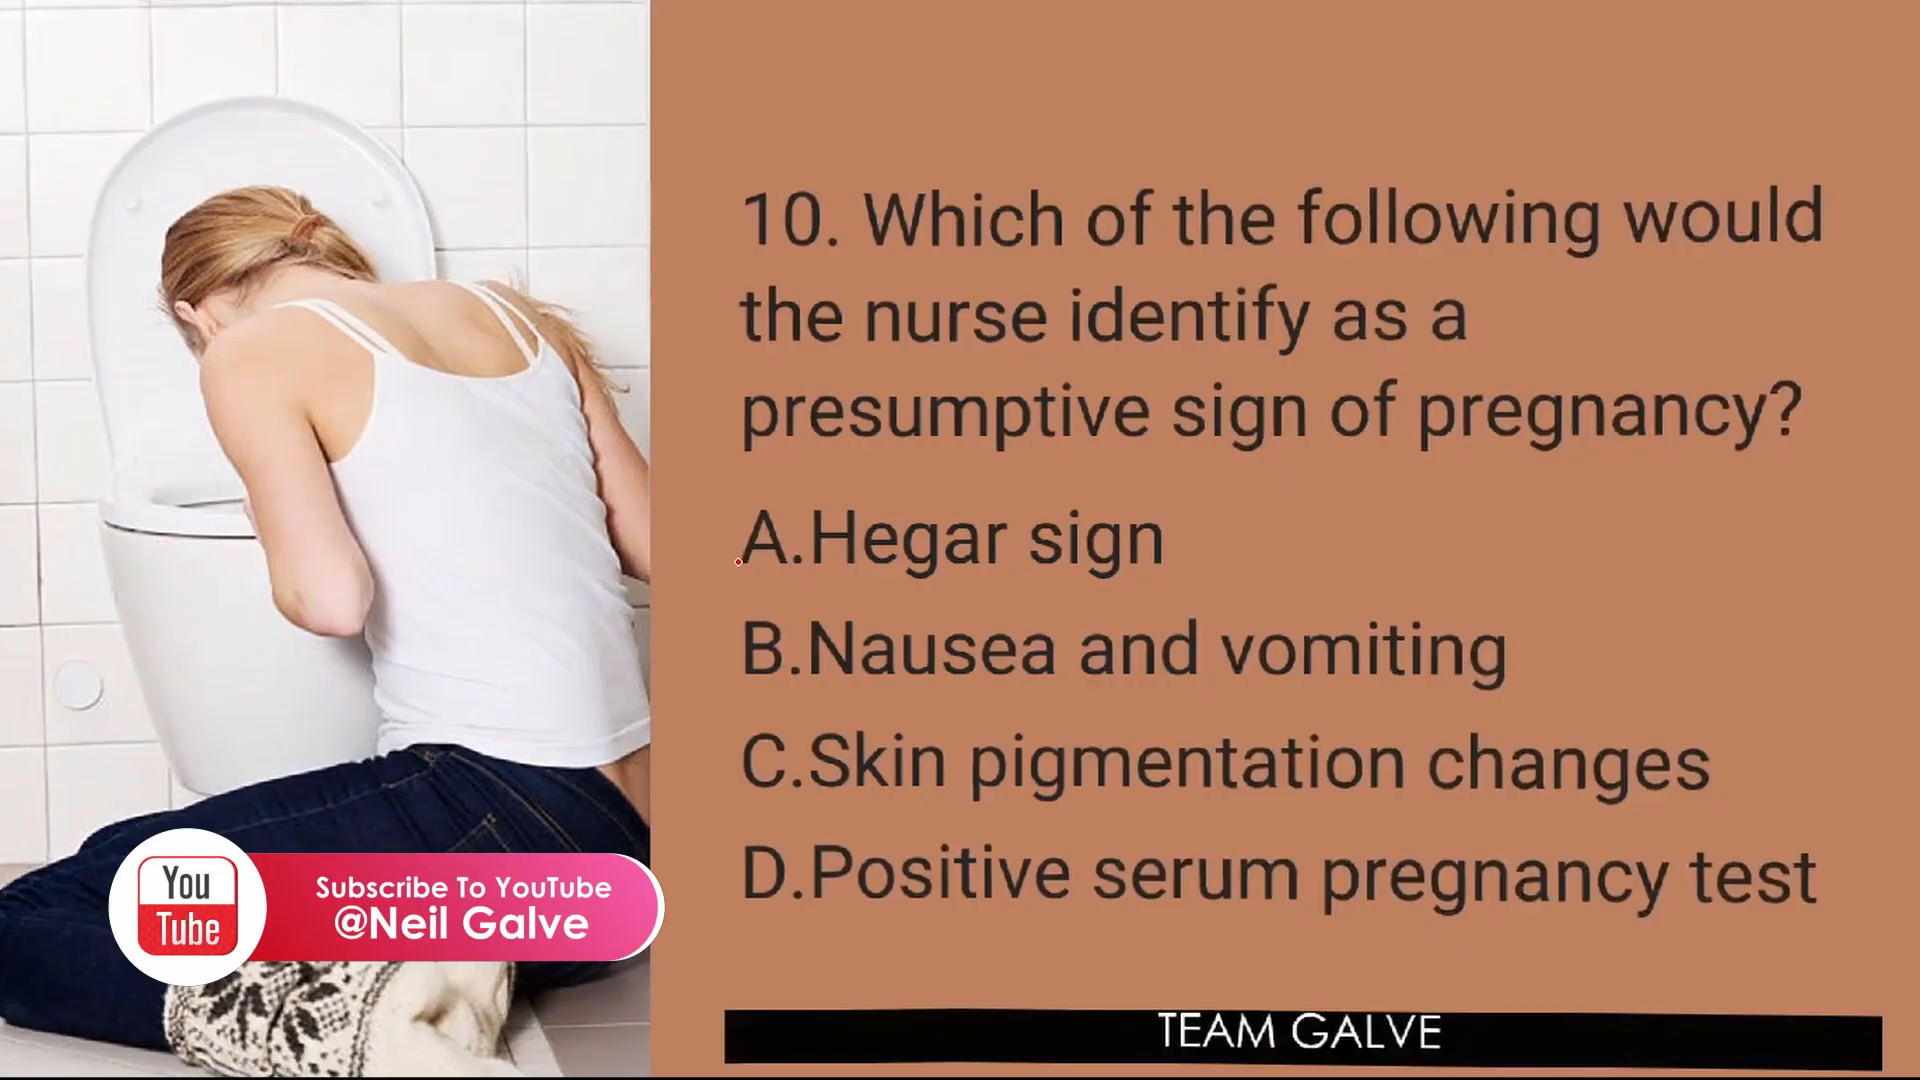 10. Which of the following would
the nurse identify as a
presumptive sign of pregnancy?
A.Hegar sign
B.Nausea and vomiting
C.Skin pigmentation changes
D.Positive serum pregnancy test
You
Tube
Subscribe To YouTube
@Neil Galve
TEAM GALVE